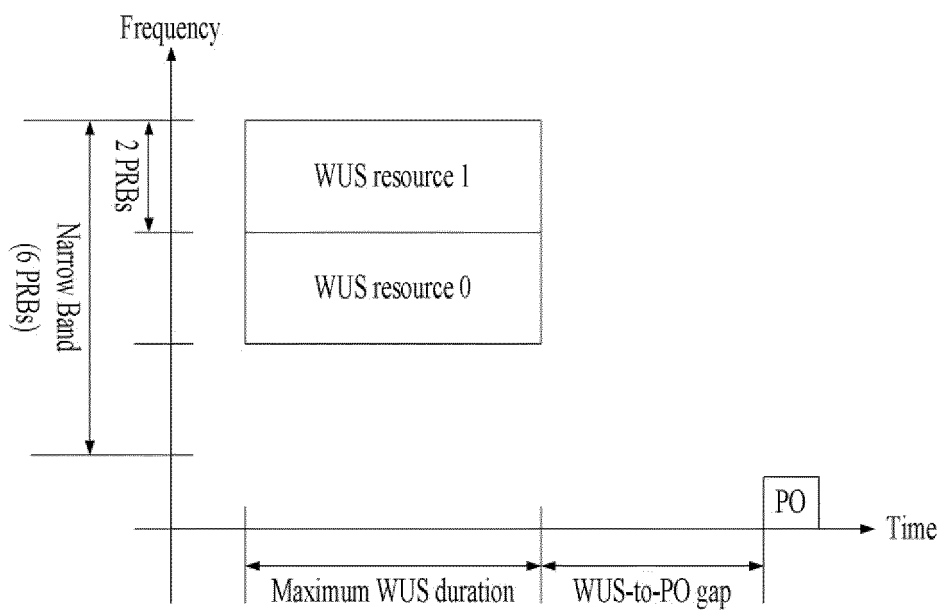 Frequency
2 PRBs
Narrow Band
(6 PRBs)
WUS resource 1
WUS resource 0
PO
Time
Maximum WUS duration
WUS-to-PO gap